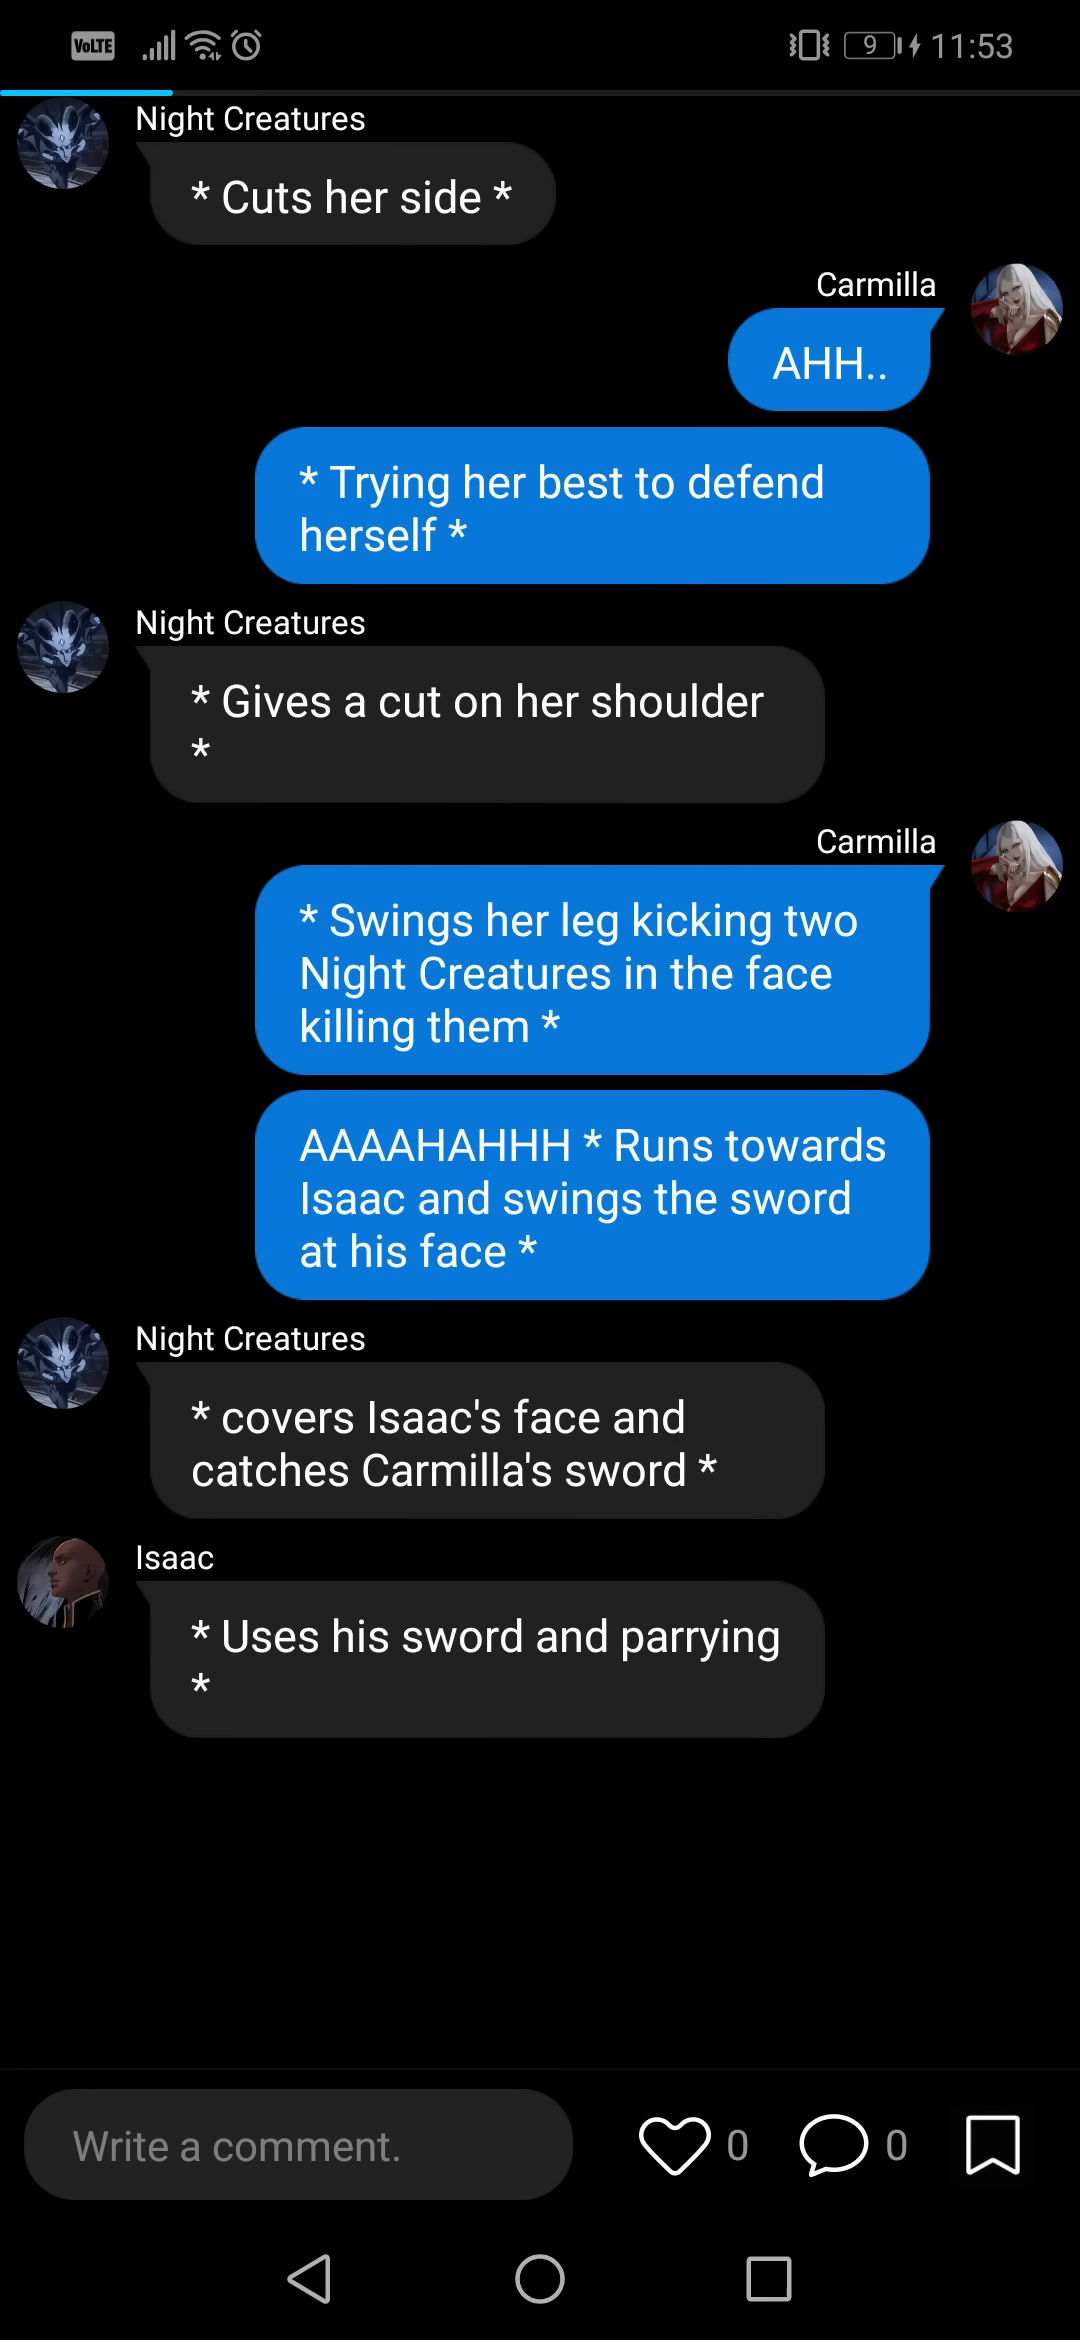 VoLTE 9 11:53
Night Creatures
* Cuts her side *
Carmilla
AHH..
* Trying her best to defend
herself *
Night Creatures
* Gives a cut on her shoulder
*
Carmilla
* Swings her leg kicking two
Night Creatures in the face
killing them *
AAAAHAHHH * Runs towards
Isaac and swings the sword
at his face *
Night Creatures
* covers Isaac's face and
catches Carmilla's sword *
Isaac
* Uses his sword and parrying
*
Write a comment. 0 0